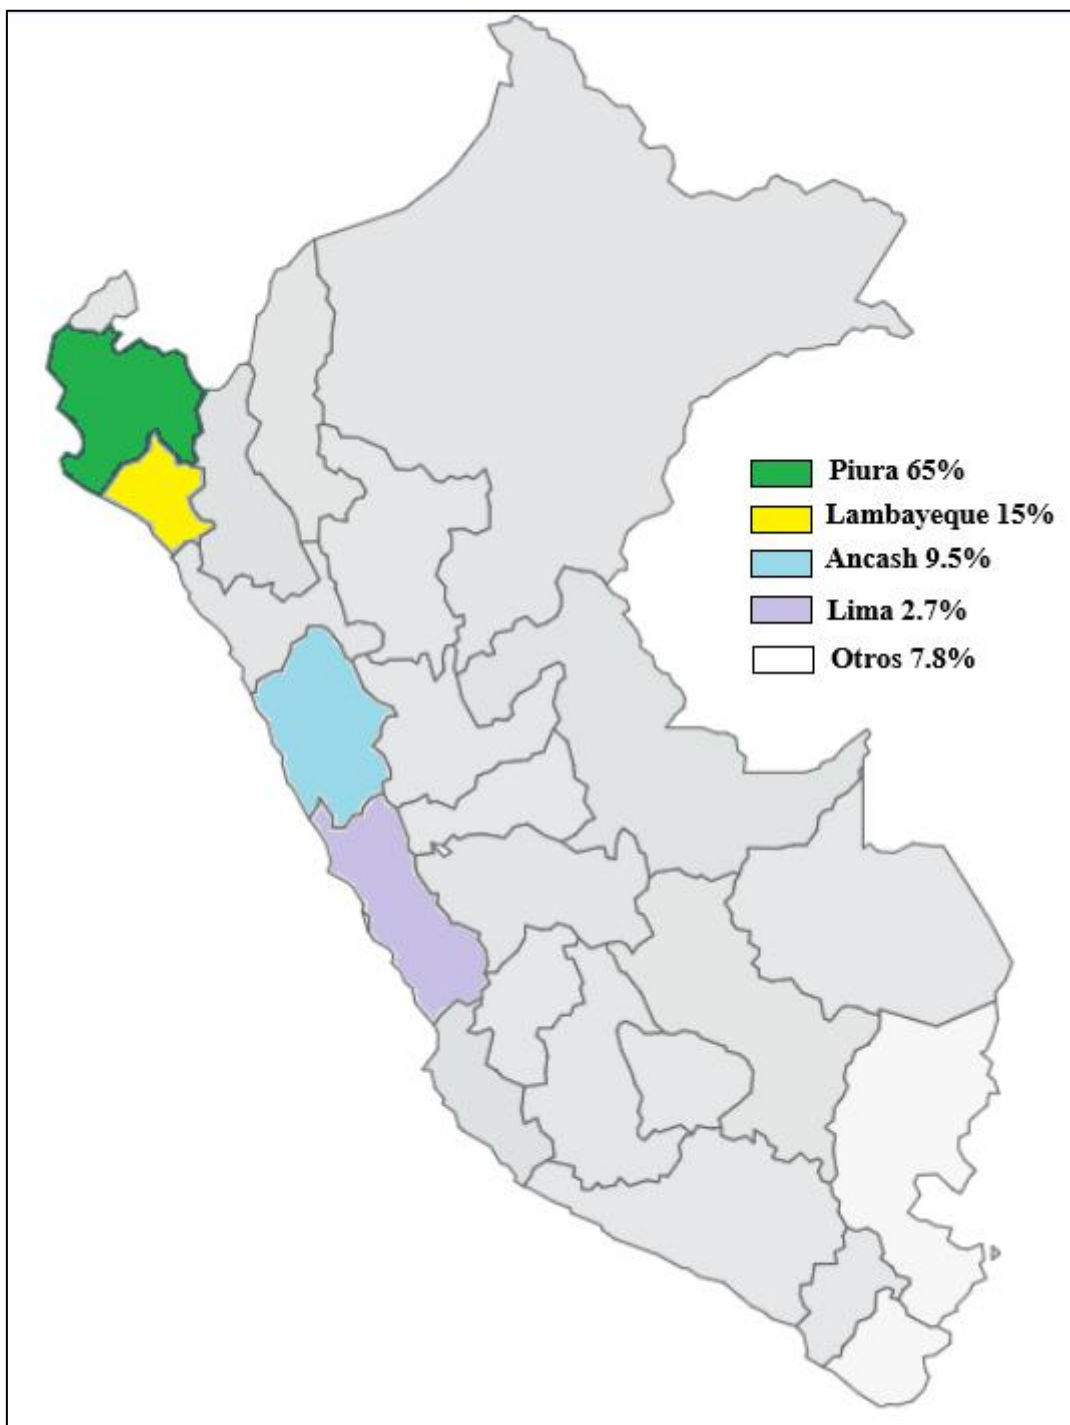 Piura 65%
Lambayeque 15%
Ancash 9.5%
Lima 2.7%
Otros 7.8%